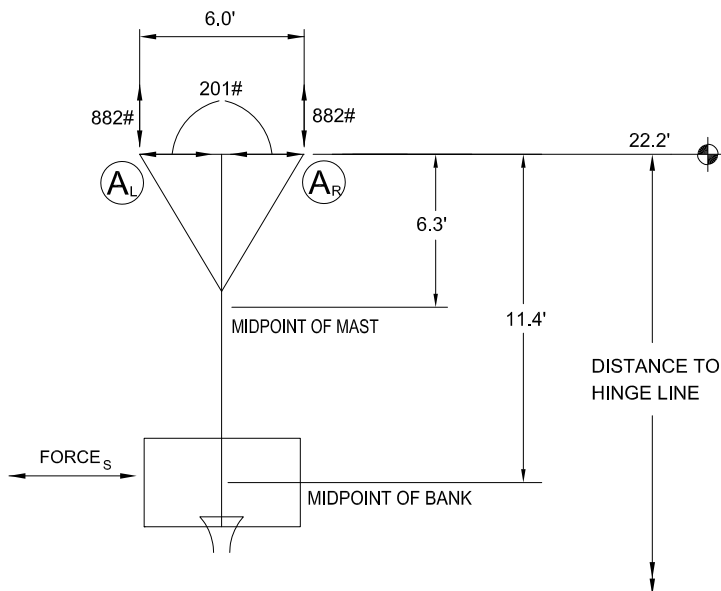 6.0'
201#
882#
882#
22.2'
AL
AR
6.3'
MIDPOINT OF MAST
11.4'
DISTANCE TO
HINGE LINE
FORCES
MIDPOINT OF BANK